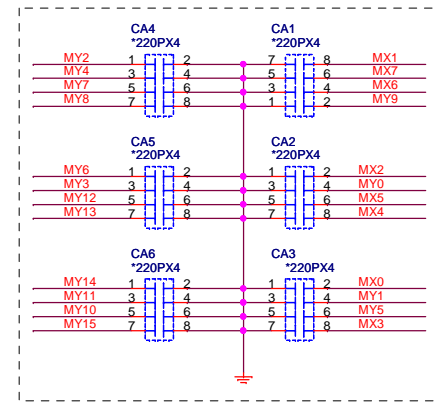 CA4 CA1
*220PX4 *220PX4
MY2 1 2 7 8 MX1
MY4 3 4 5 6 MX7
MY7 5 6 3 4 MX6
MY8 7 8 1 2 MY9
CA5 CA2
*220PX4 *220PX4
MY6 1 2 1 2 MX2
MY3 3 4 3 4 MY0
MY12 5 6 5 6 MX5
MY13 7 8 7 8 MX4
CA6 CA3
*220PX4 *220PX4
MY14 1 2 1 2 MX0
MY11 3 4 3 4 MY1
MY10 5 6 5 6 MY5
MY15 7 8 7 8 MX3